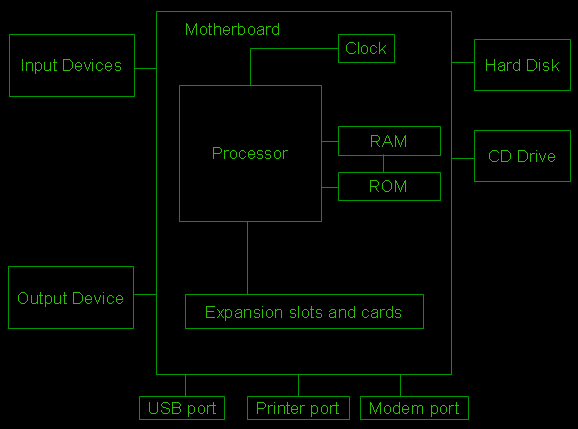 Motherboard
Clock
Input Devices
Hard Disk
Processor
RAM
CD Drive
ROM
Output Device
Expansion slots and cards
USB port
Printer port
Modem port